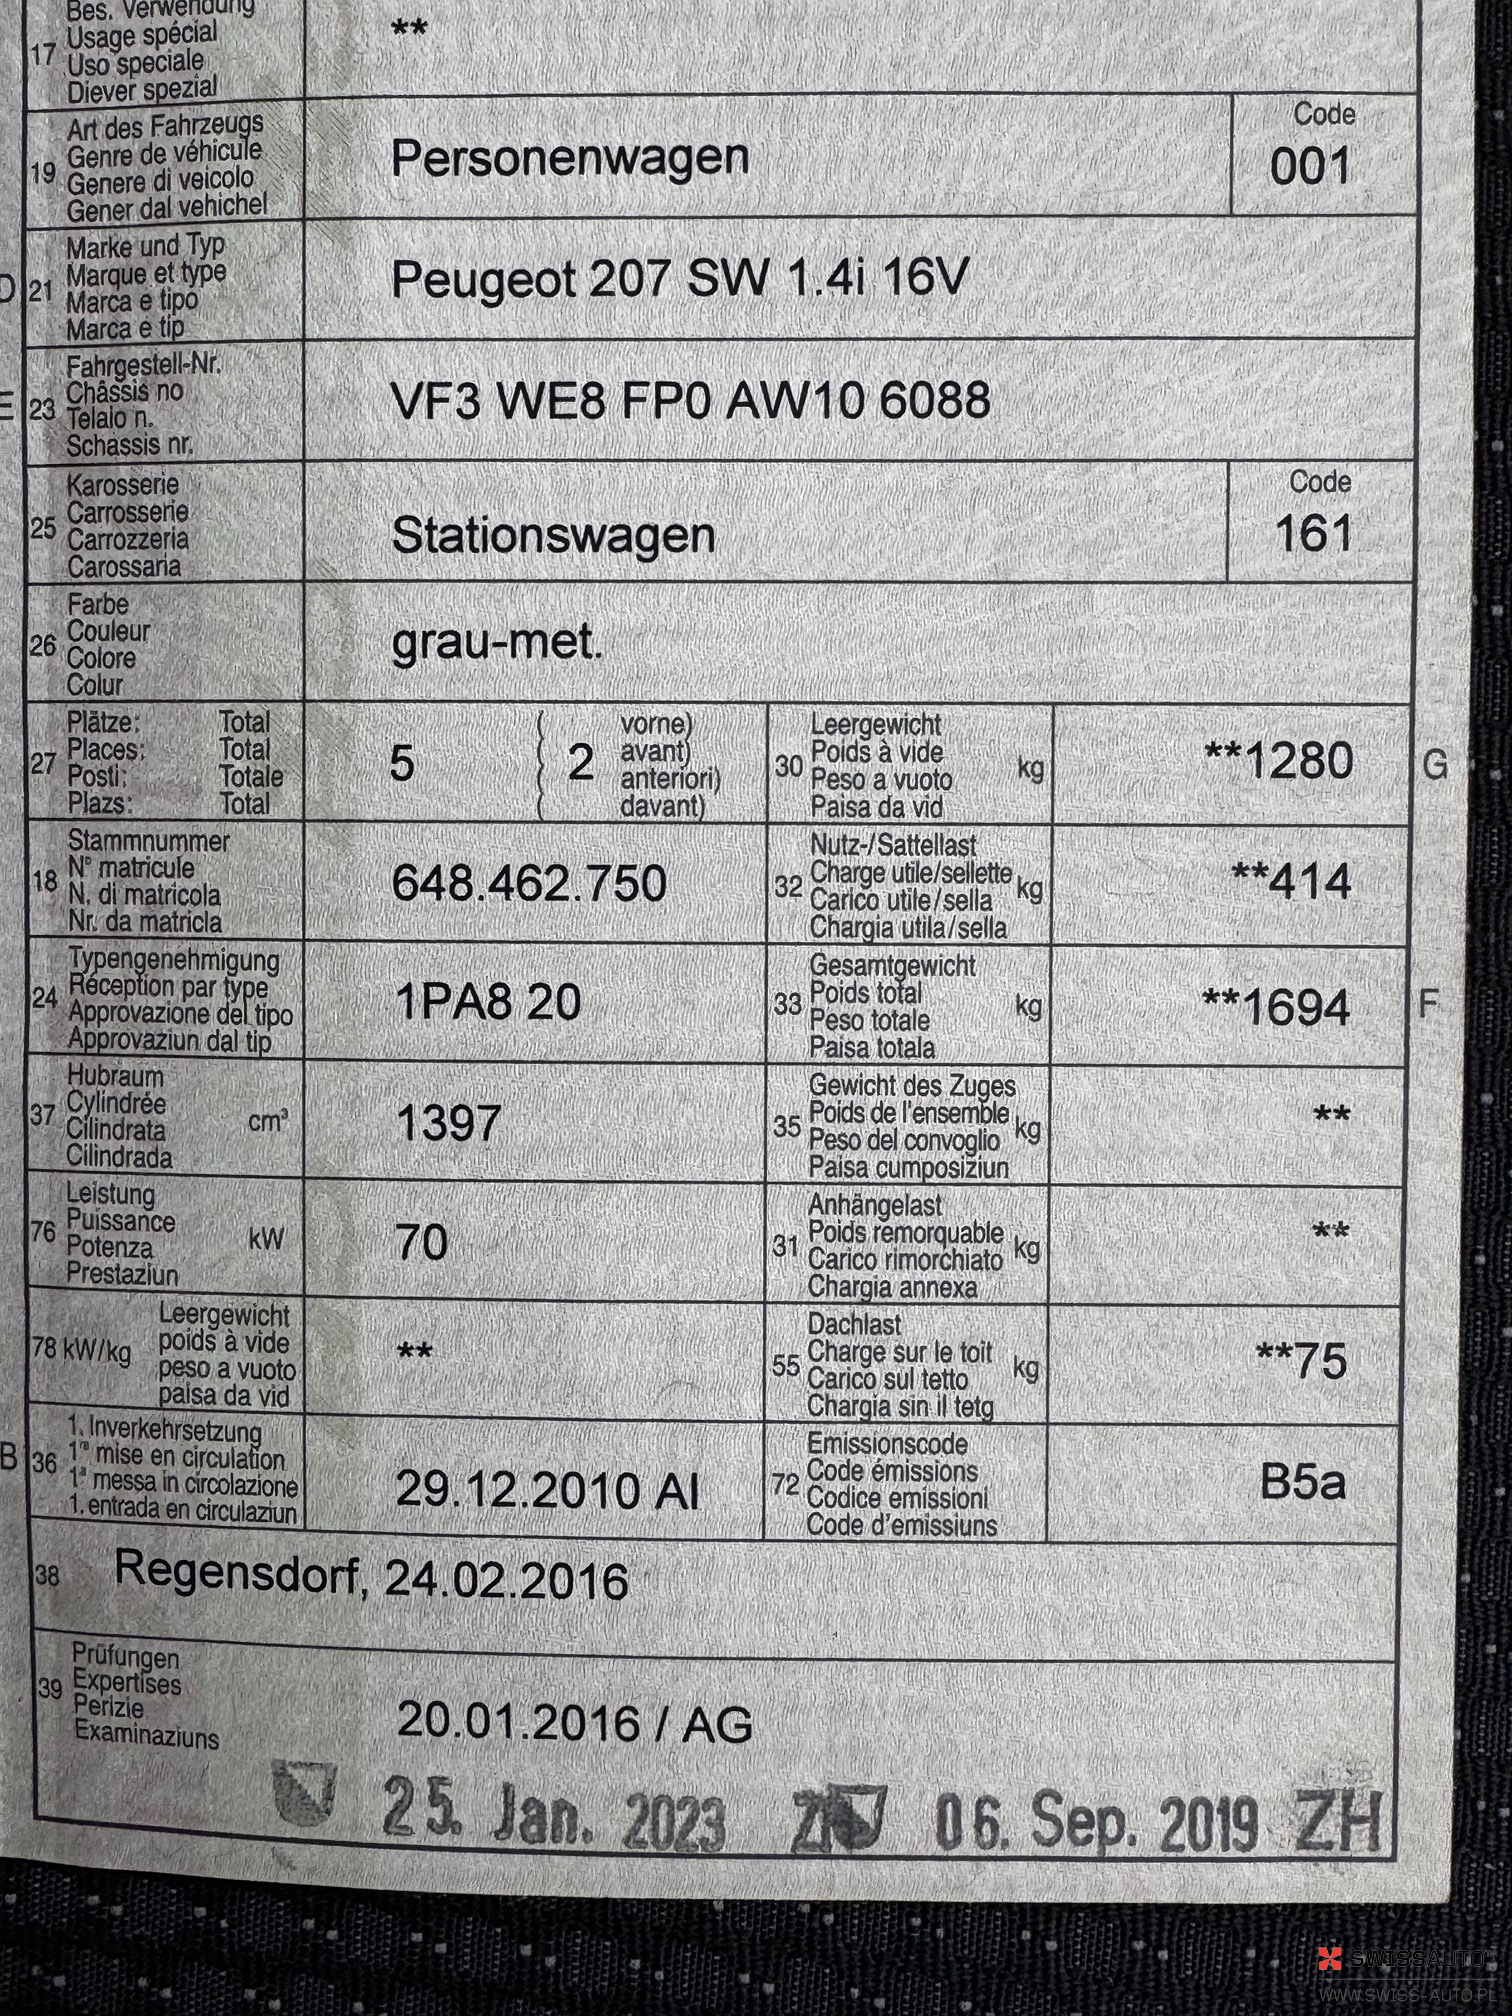 Bes. Verwendung
17 Usage spécial **
Uso speciale
Diever spezial
Art des Fahrzeugs Code
19 Genre de véhicule Personenwagen 001
Genere di veicolo
Gener dal vehichel
Marke und Typ
D 21 Marque et type Peugeot 207 SW 1.4i 16V
Marca e tipo
Marca e tip
Fahrgestell-Nr.
E 23 Châssis no VF3 WE8 FP0 AW10 6088
Telaio n.
Schassis nr.
Karosserie Code
25 Carrosserie Stationswagen 161
Carrozzeria
Carossaria
Farbe
26 Couleur grau-met.
Colore
Colur
Plätze: Total vorne)
27 Places: Total 5 ( 2 avant)
Posti: Totale anteriori)
Plazs: Total davant)
Leergewicht
30 Poids à vide kg **1280 G
Peso a vuoto
Paisa da vid
Stammnummer
18 N° matricule 648.462.750
N. di matricola
Nr. da matricla
Nutz-/Sattellast
32 Charge utile/sellette kg **414
Carico utile/sella
Chargia utila/sella
Typengenehmigung
24 Réception par type 1PA8 20
Approvazione del tipo
Approvaziun dal tip
Gesamtgewicht
33 Poids total kg **1694 F
Peso totale
Paisa totala
Hubraum
37 Cylindrée cm³ 1397
Cilindrata
Cilindrada
Gewicht des Zuges
35 Poids de l'ensemble kg **
Peso del convoglio
Paisa cumposiziun
Leistung
76 Puissance kW 70
Potenza
Prestaziun
Anhängelast
31 Poids remorquable kg **
Carico rimorchiato
Chargia annexa
Leergewicht
78 kW/kg poids à vide **
peso a vuoto
paisa da vid
Dachlast
55 Charge sur le toit kg **75
Carico sul tetto
Chargia sin il tetg
1. Inverkehrsetzung
B 36 1re mise en circulation 29.12.2010 AI
1a messa in circolazione
1. entrada en circulaziun
Emissionscode
72 Code émissions B5a
Codice emissioni
Code d'emissiuns
38 Regensdorf, 24.02.2016
Prüfungen
39 Expertises 20.01.2016 / AG
Perizie
Examinaziuns
25. Jan. 2023 06. Sep. 2019 ZH
SWISSAUTO
WWW.SWISS-AUTO.PL